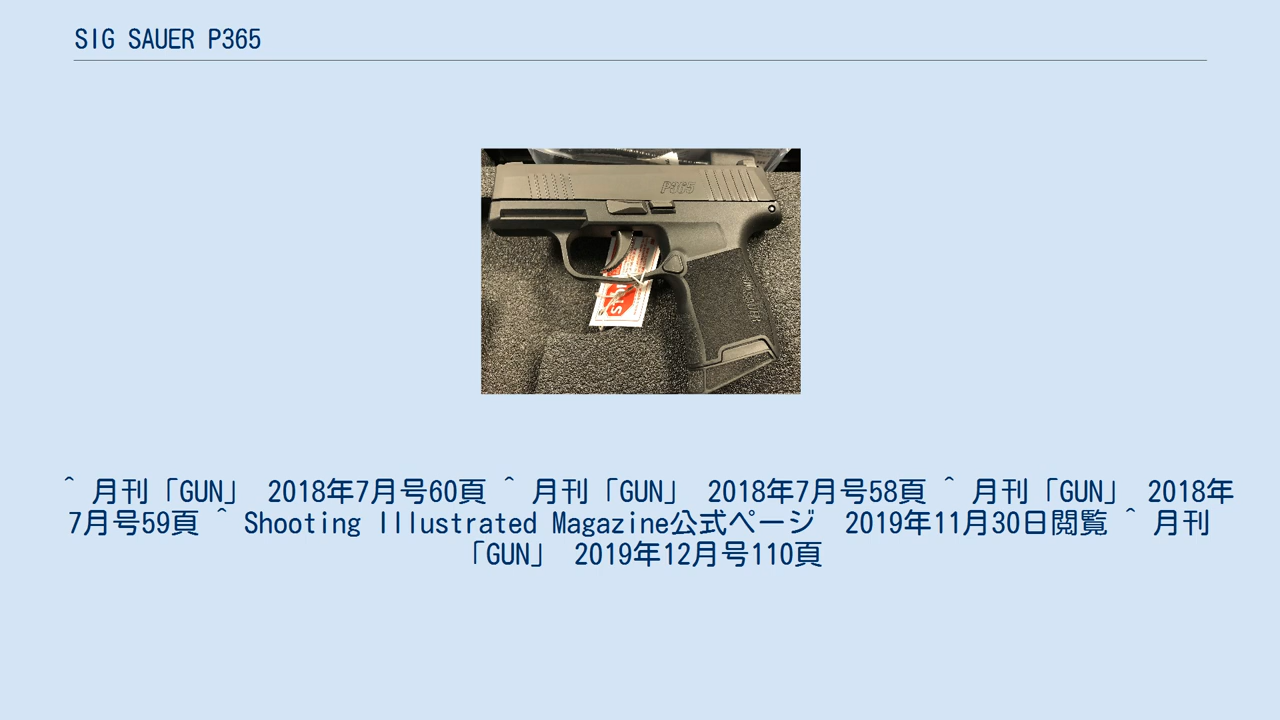 SIG SAUER P365
P365
^ 月刊「GUN」 2018年7月号60頁 ^ 月刊「GUN」 2018年7月号58頁 ^ 月刊「GUN」 2018年
7月号59頁 ^ Shooting Illustrated Magazine公式ページ　2019年11月30日閲覧 ^ 月刊
「GUN」 2019年12月号110頁